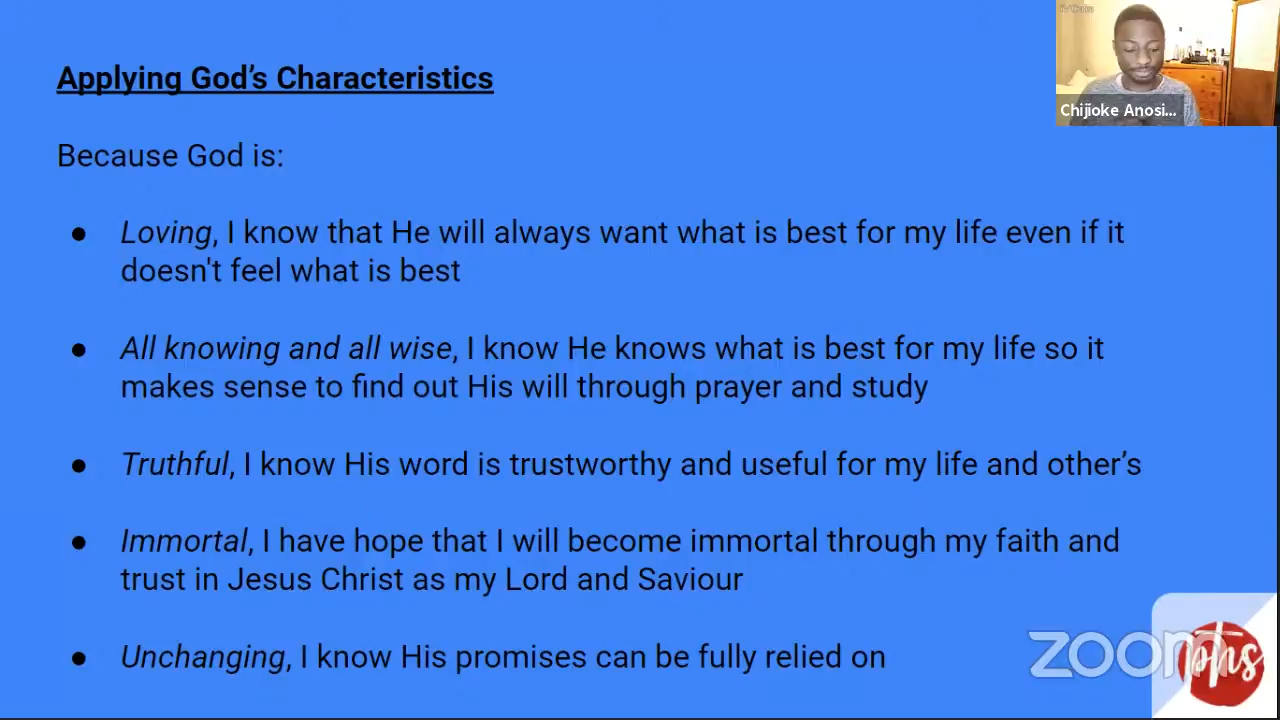 Applying God’s Characteristics
Chijioke Anosi...
Because God is:
● Loving, I know that He will always want what is best for my life even if it
doesn't feel what is best
● All knowing and all wise, I know He knows what is best for my life so it
makes sense to find out His will through prayer and study
● Truthful, I know His word is trustworthy and useful for my life and other’s
● Immortal, I have hope that I will become immortal through my faith and
trust in Jesus Christ as my Lord and Saviour
● Unchanging, I know His promises can be fully relied on
zoom
phs